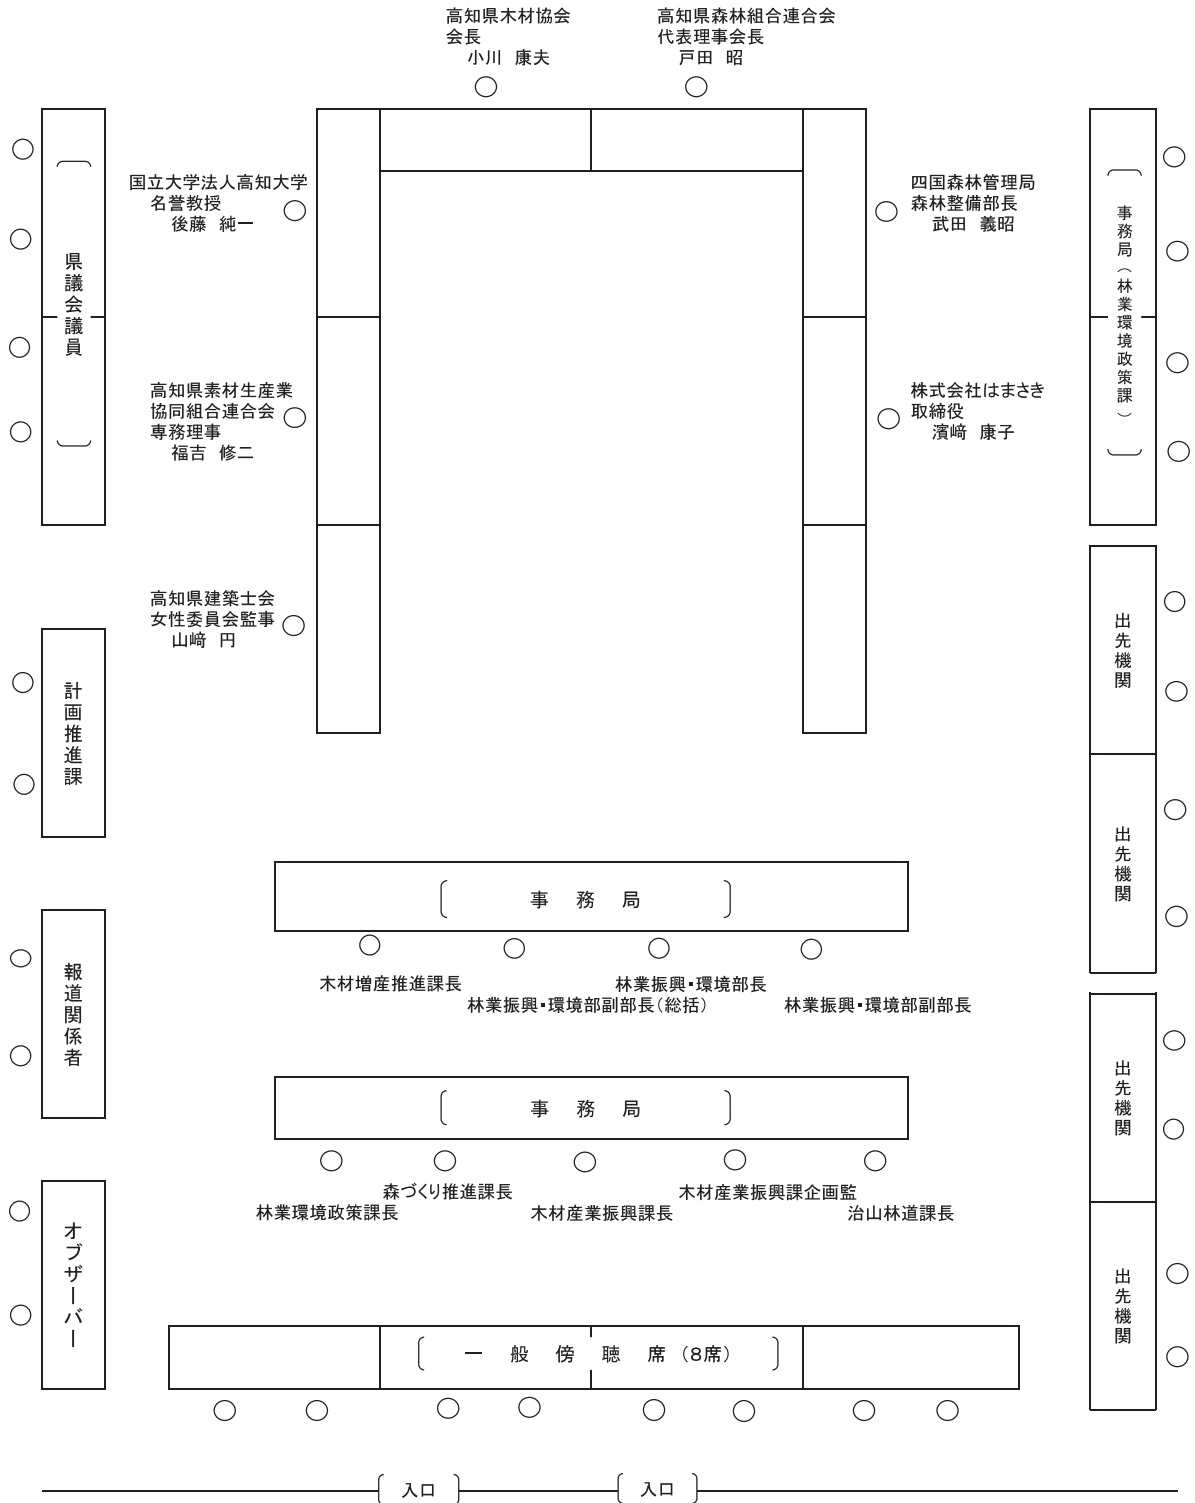 高知県木材協会
会長
小川 康夫
高知県森林組合連合会
代表理事会長
戸田 昭
国立大学法人高知大学
名誉教授
後藤 純一
四国森林管理局
森林整備部長
武田 義昭
県議会議員
事務局(林業環境政策課)
高知県素材生産業
協同組合連合会
専務理事
福吉 修二
株式会社はまさき
取締役
濱﨑 康子
高知県建築士会
女性委員会監事
山﨑 円
出先機関
計画推進課
出先機関
事務局
木材増産推進課長
林業振興・環境部副部長(総括)
林業振興・環境部長
林業振興・環境部副部長
報道関係者
出先機関
事務局
林業環境政策課長
森づくり推進課長
木材産業振興課長
木材産業振興課企画監
治山林道課長
オブザーバー
出先機関
一般傍聴席(8席)
入口
入口